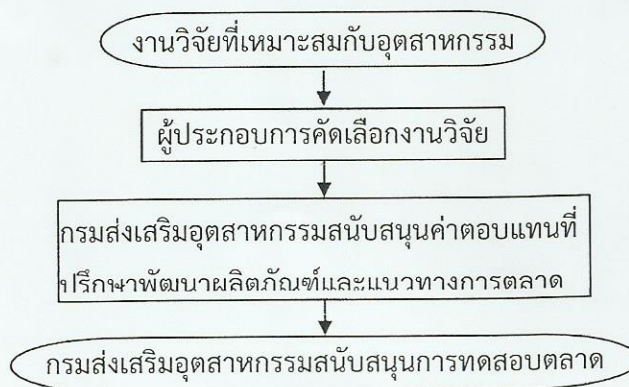 งานวิจัยที่เหมาะสมกับอุตสาหกรรม
ผู้ประกอบการคัดเลือกงานวิจัย
กรมส่งเสริมอุตสาหกรรมสนับสนุนค่าตอบแทนที่
ปรึกษาพัฒนาผลิตภัณฑ์และแนวทางการตลาด
กรมส่งเสริมอุตสาหกรรมสนับสนุนการทดสอบตลาด